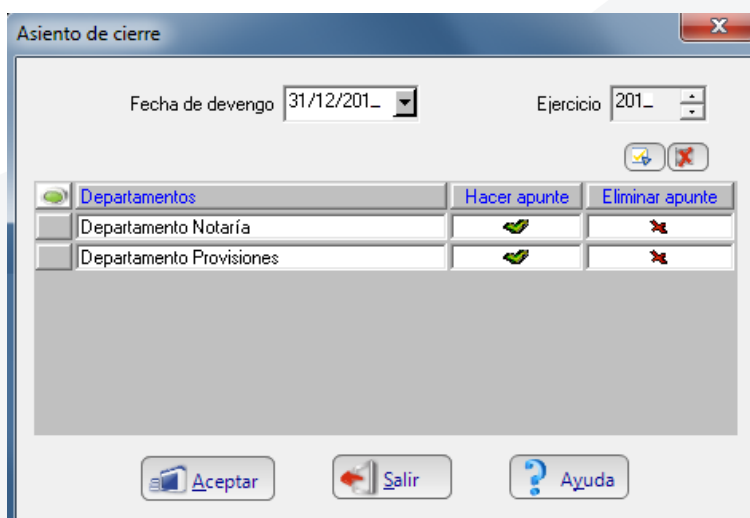 Asiento de cierre
Fecha de devengo 31/12/201_ Ejercicio 201_
Departamentos Hacer apunte Eliminar apunte
Departamento Notaría
Departamento Provisiones
Aceptar Salir Ayuda